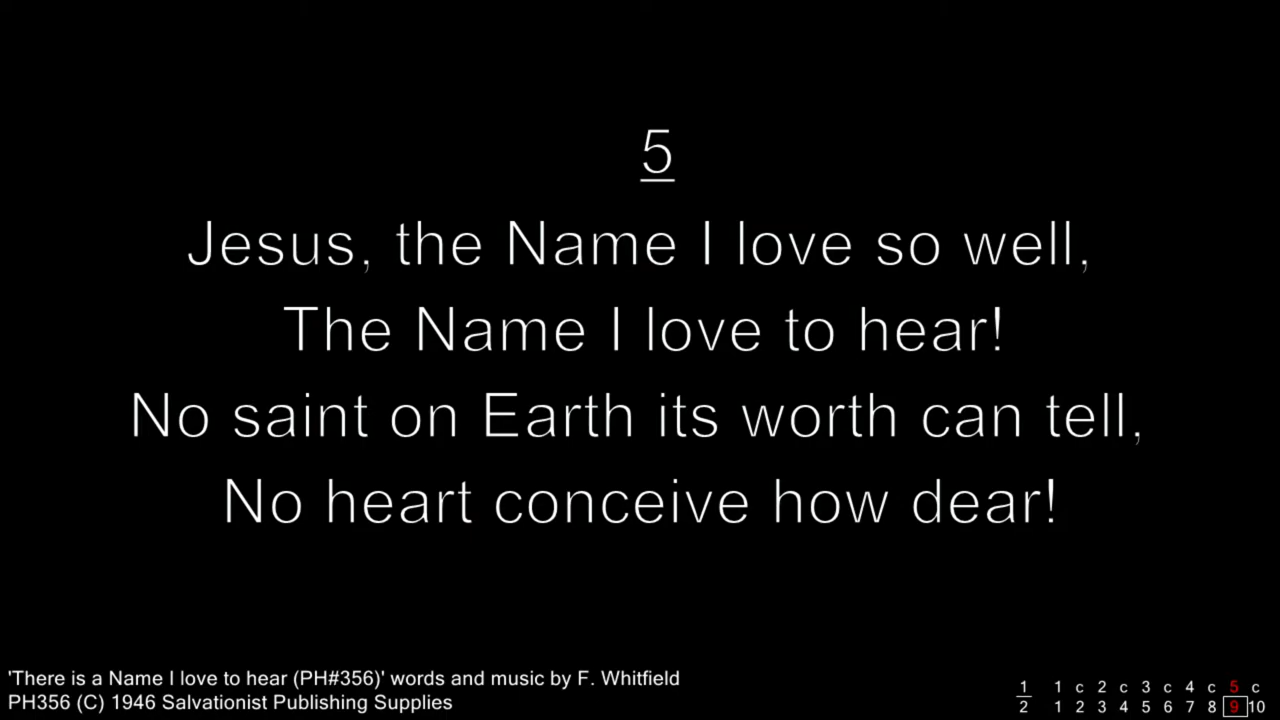 5
Jesus, the Name I love so well,
The Name I love to hear!
No saint on Earth its worth can tell,
No heart conceive how dear!
'There is a Name I love to hear (PH#356)' words and music by F. Whitfield
PH356 (C) 1946 Salvationist Publishing Supplies
1 1 c 2 c 3 c 4 c 5 c
2 1 2 3 4 5 6 7 8 9 10